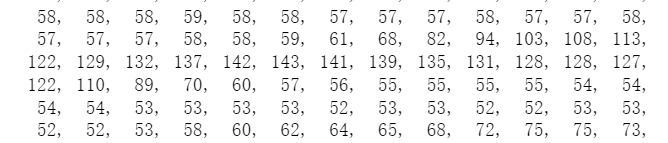 58, 58, 58, 59, 58, 58, 57, 57, 57, 58, 57, 57, 58,
57, 57, 57, 58, 58, 59, 61, 68, 82, 94, 103, 108, 113,
122, 129, 132, 137, 142, 143, 141, 139, 135, 131, 128, 128, 127,
122, 110, 89, 70, 60, 57, 56, 55, 55, 55, 55, 54, 54,
54, 54, 53, 53, 53, 53, 52, 53, 53, 52, 52, 53, 53,
52, 52, 53, 58, 60, 62, 64, 65, 68, 72, 75, 75, 73,